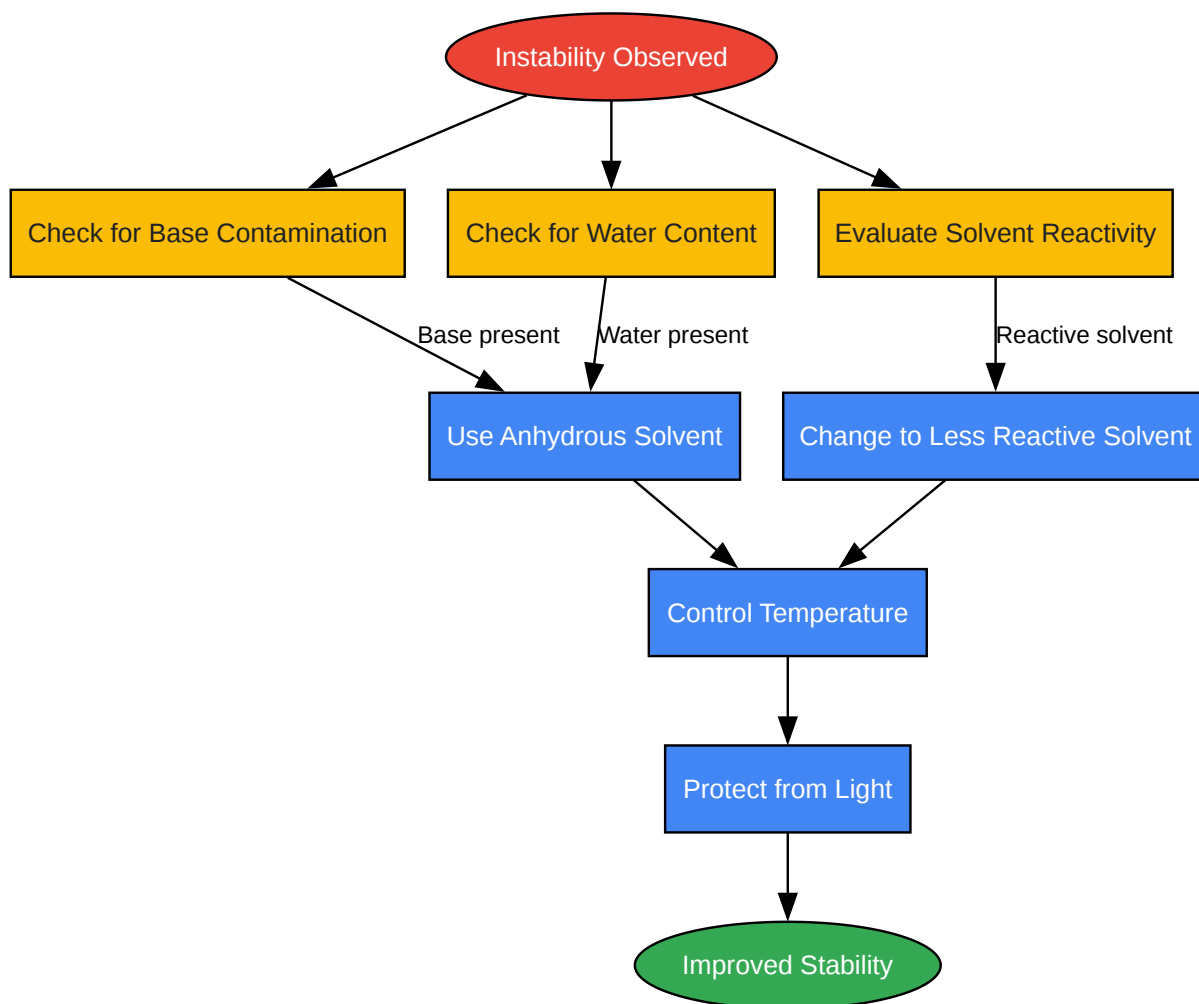 Instability Observed
Check for Base Contamination
Check for Water Content
Evaluate Solvent Reactivity
Base present
Water present
Reactive solvent
Use Anhydrous Solvent
Change to Less Reactive Solvent
Control Temperature
Protect from Light
Improved Stability